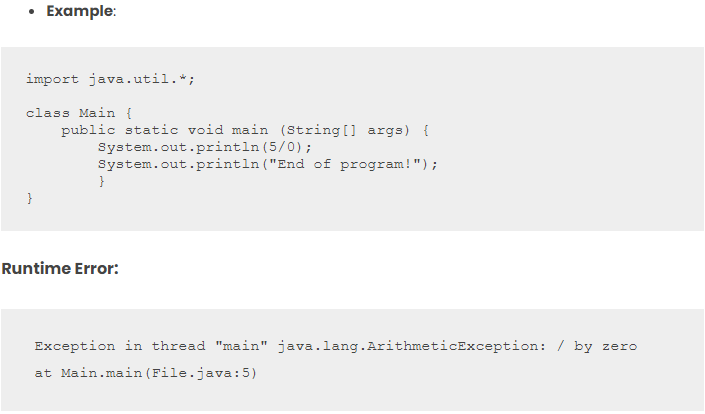 • Example:
import java.util.*;
class Main {
    public static void main (String[] args) {
        System.out.println(5/0);
        System.out.println("End of program!");
        }
}
Runtime Error:
Exception in thread "main" java.lang.ArithmeticException: / by zero
at Main.main(File.java:5)